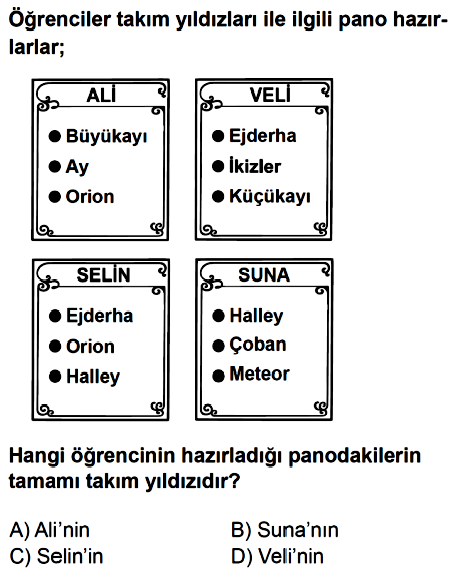 Öğrenciler takım yıldızları ile ilgili pano hazır-
larlar;
ALİ
● Büyükayı
● Ay
● Orion
VELİ
● Ejderha
● İkizler
● Küçükayı
SELİN
● Ejderha
● Orion
● Halley
SUNA
● Halley
● Çoban
● Meteor
Hangi öğrencinin hazırladığı panodakilerin
tamamı takım yıldızıdır?
A) Ali'nin
B) Suna'nın
C) Selin'in
D) Veli'nin